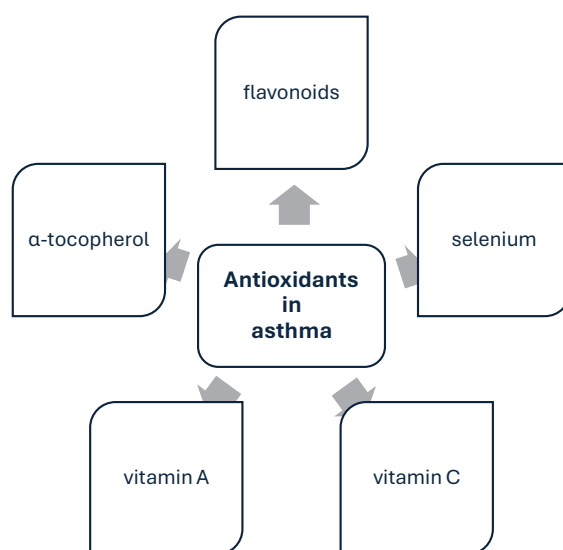 flavonoids
α-tocopherol
selenium
Antioxidants
in
asthma
vitamin A
vitamin C